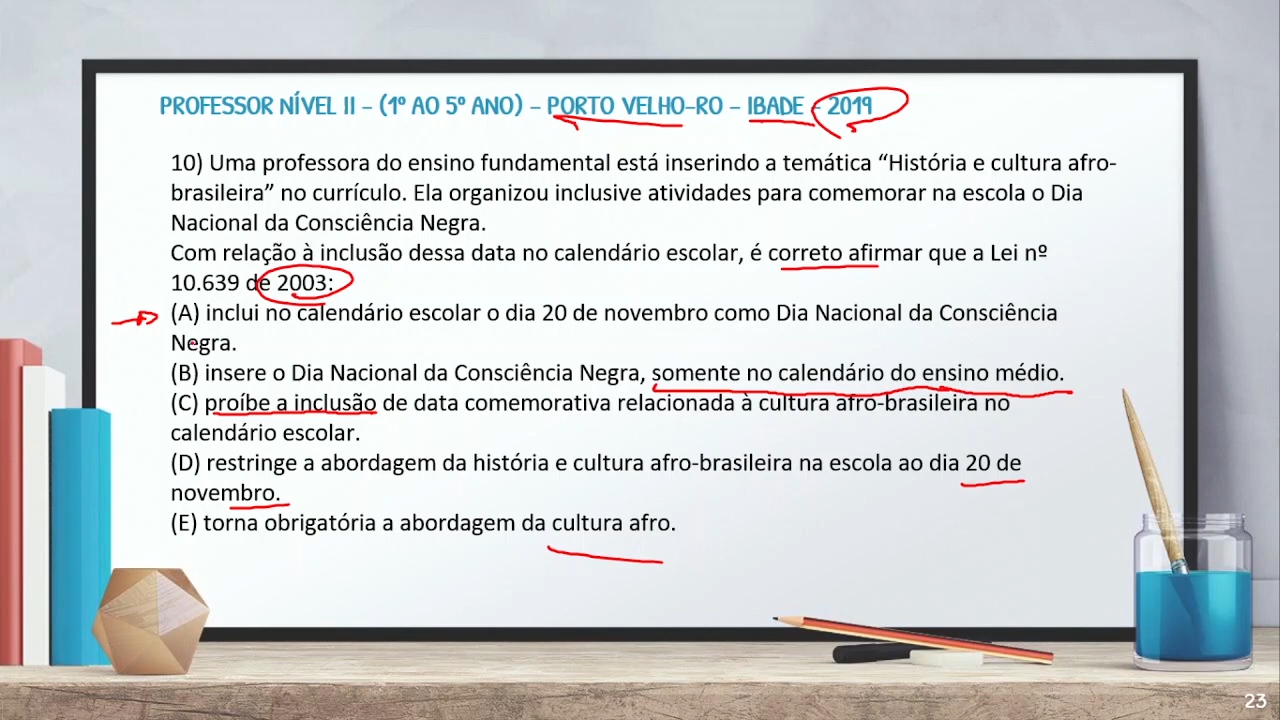 PROFESSOR NÍVEL II – (1º AO 5º ANO) – PORTO VELHO-RO – IBADE – 2019
10) Uma professora do ensino fundamental está inserindo a temática “História e cultura afro-
brasileira” no currículo. Ela organizou inclusive atividades para comemorar na escola o Dia
Nacional da Consciência Negra.
Com relação à inclusão dessa data no calendário escolar, é correto afirmar que a Lei nº
10.639 de 2003:
(A) inclui no calendário escolar o dia 20 de novembro como Dia Nacional da Consciência
Negra.
(B) insere o Dia Nacional da Consciência Negra, somente no calendário do ensino médio.
(C) proíbe a inclusão de data comemorativa relacionada à cultura afro-brasileira no
calendário escolar.
(D) restringe a abordagem da história e cultura afro-brasileira na escola ao dia 20 de
novembro.
(E) torna obrigatória a abordagem da cultura afro.
23